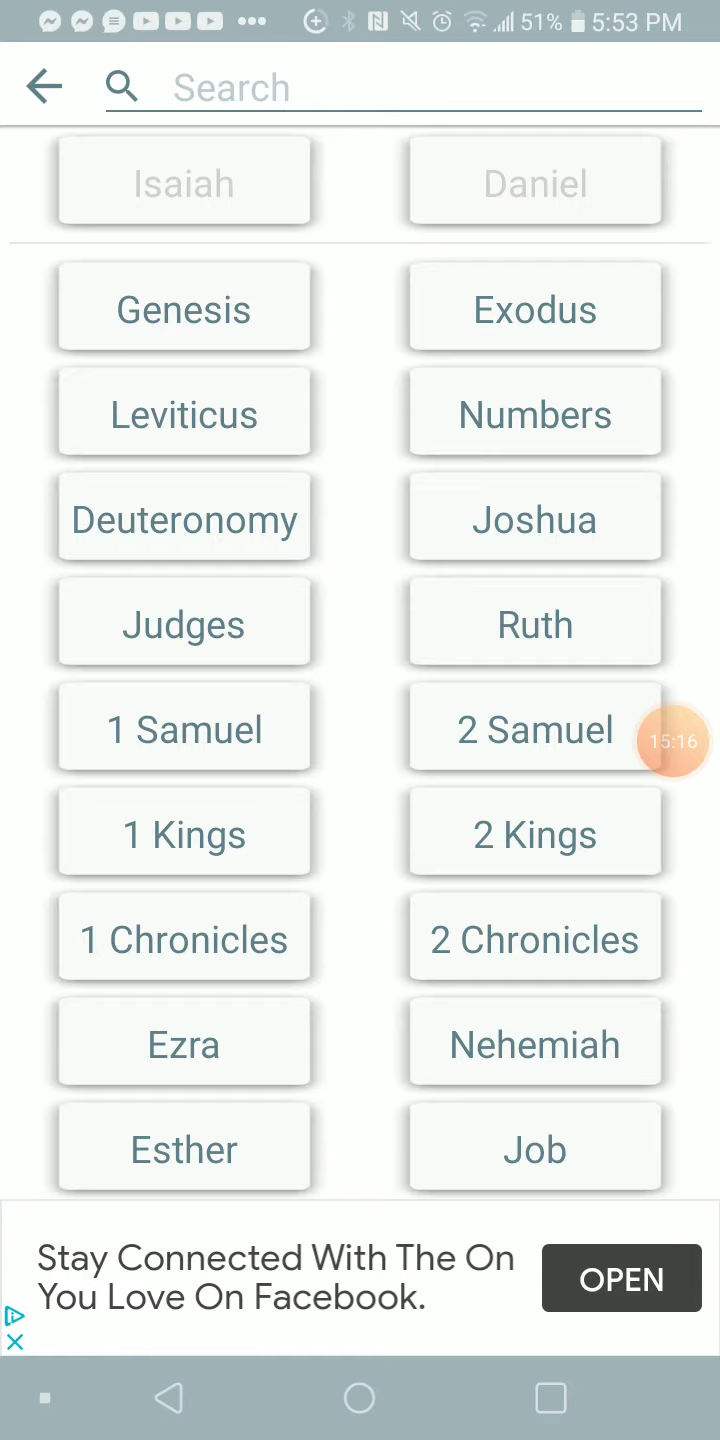 51% 5:53 PM
Search
Isaiah Daniel
Genesis Exodus
Leviticus Numbers
Deuteronomy Joshua
Judges Ruth
1 Samuel 2 Samuel
15:16
1 Kings 2 Kings
1 Chronicles 2 Chronicles
Ezra Nehemiah
Esther Job
Stay Connected With The On
You Love On Facebook.
OPEN